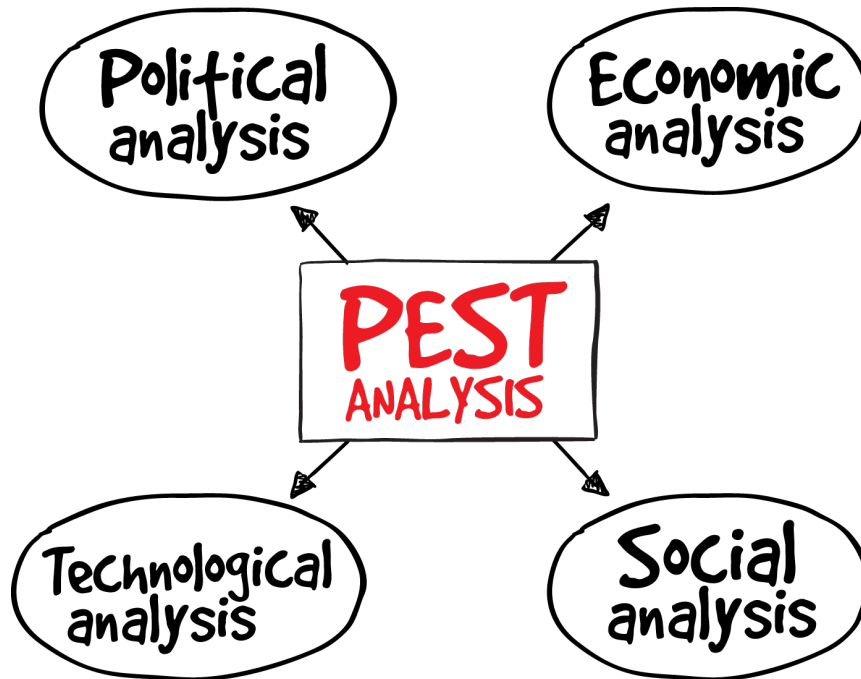 Political
analysis
Economic
analysis
PEST
ANALYSIS
Technological
analysis
Social
analysis